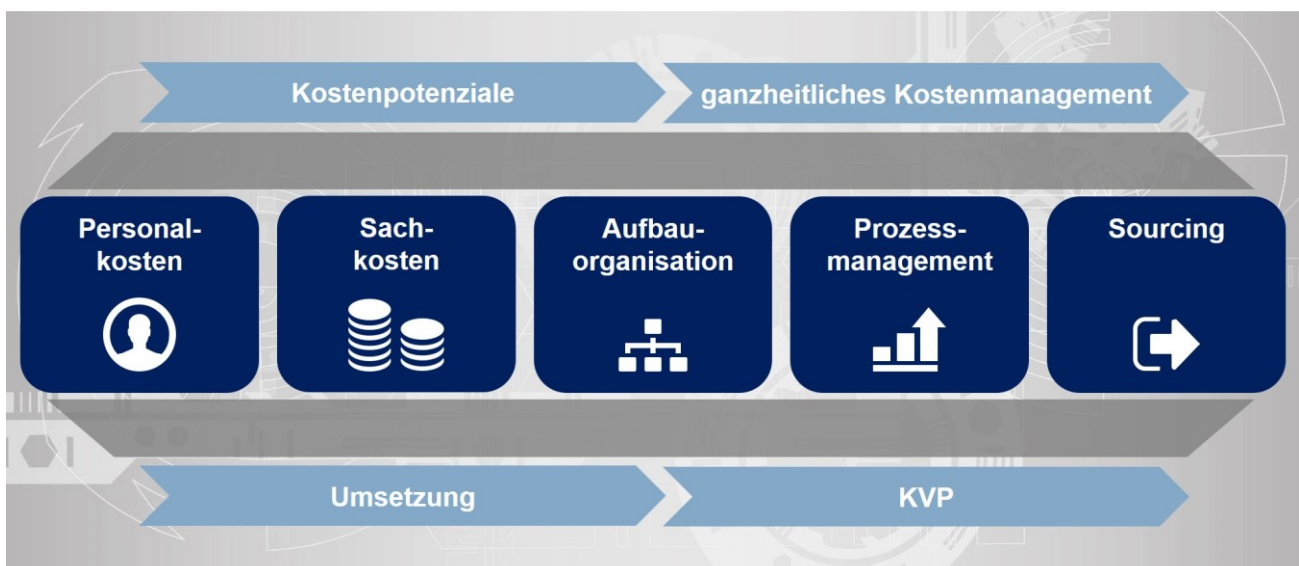 Kostenpotenziale
ganzheitliches Kostenmanagement
Personal-
kosten
Sach-
kosten
Aufbau-
organisation
Prozess-
management
Sourcing
Umsetzung
KVP